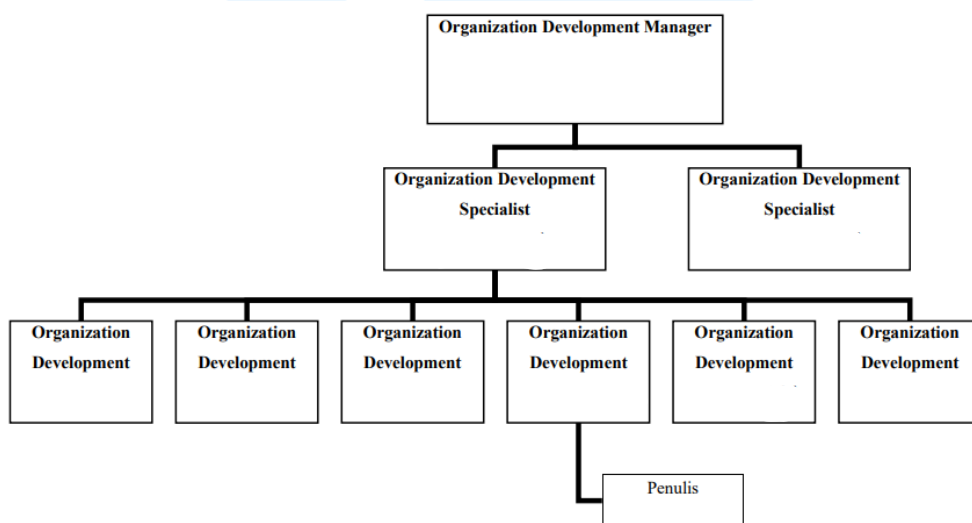 Organization Development Manager
Organization Development
Specialist
Organization Development
Specialist
Organization
Development
Organization
Development
Organization
Development
Organization
Development
Organization
Development
Organization
Development
Penulis